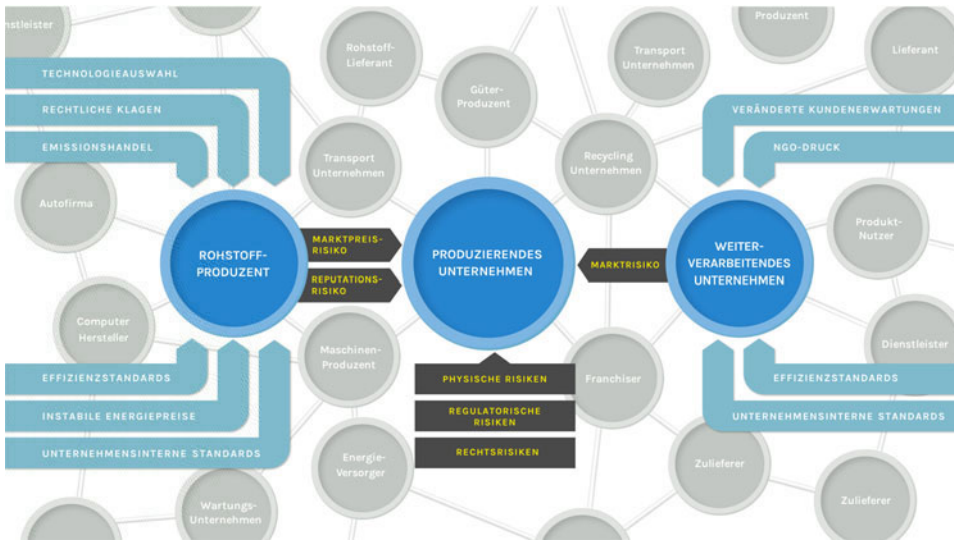 nstleister
Rohstoff-
Lieferant
Transport
Unternehmen
Produzent
Lieferant
TECHNOLOGIEAUSWAHL
RECHTLICHE KLAGEN
EMISSIONSHANDEL
Güter-
Produzent
VERÄNDERTE KUNDENERWARTUNGEN
NGO-DRUCK
Transport
Unternehmen
Recycling
Unternehmen
Autofirma
Produkt-
Nutzer
ROHSTOFF-
PRODUZENT
MARKTPREIS-
RISIKO
REPUTATIONS-
RISIKO
PRODUZIERENDES
UNTERNEHMEN
MARKTRISIKO
WEITER-
VERARBEITENDES
UNTERNEHMEN
Computer
Hersteller
Maschinen-
Produzent
Franchiser
Dienstleister
EFFIZIENZSTANDARDS
INSTABILE ENERGIEPREISE
UNTERNEHMENSINTERNE STANDARDS
PHYSISCHE RISIKEN
REGULATORISCHE
RISIKEN
RECHTSRISIKEN
EFFIZIENZSTANDARDS
UNTERNEHMENSINTERNE STANDARDS
Energie-
Versorger
Zulieferer
Zulieferer
Wartungs-
Unternehmen